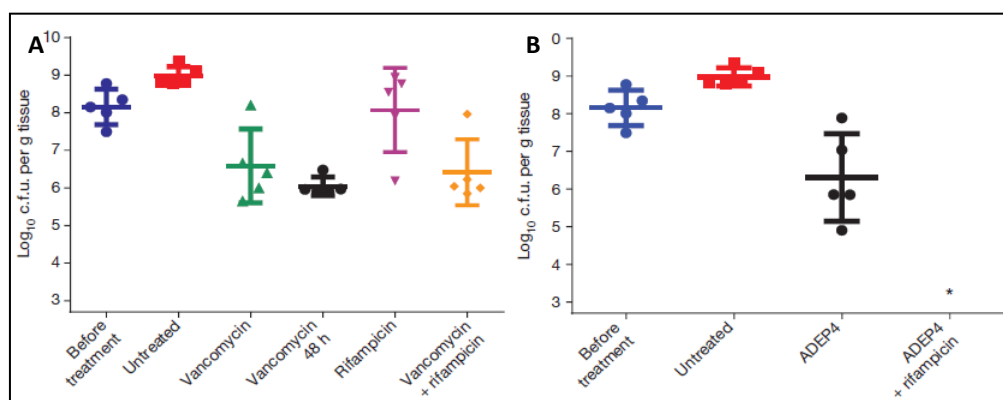 A
10
9
8
7
6
5
4
3
Log10 c.f.u. per g tissue
Before
treatment
Untreated
Vancomycin
Vancomycin
48 h
Rifampicin
Vancomycin
+ rifampicin
B
0
9
8
7
6
5
4
3
Log10 c.f.u. per g tissue
*
Before
treatment
Untreated
ADEP4
ADEP4
+ rifampicin